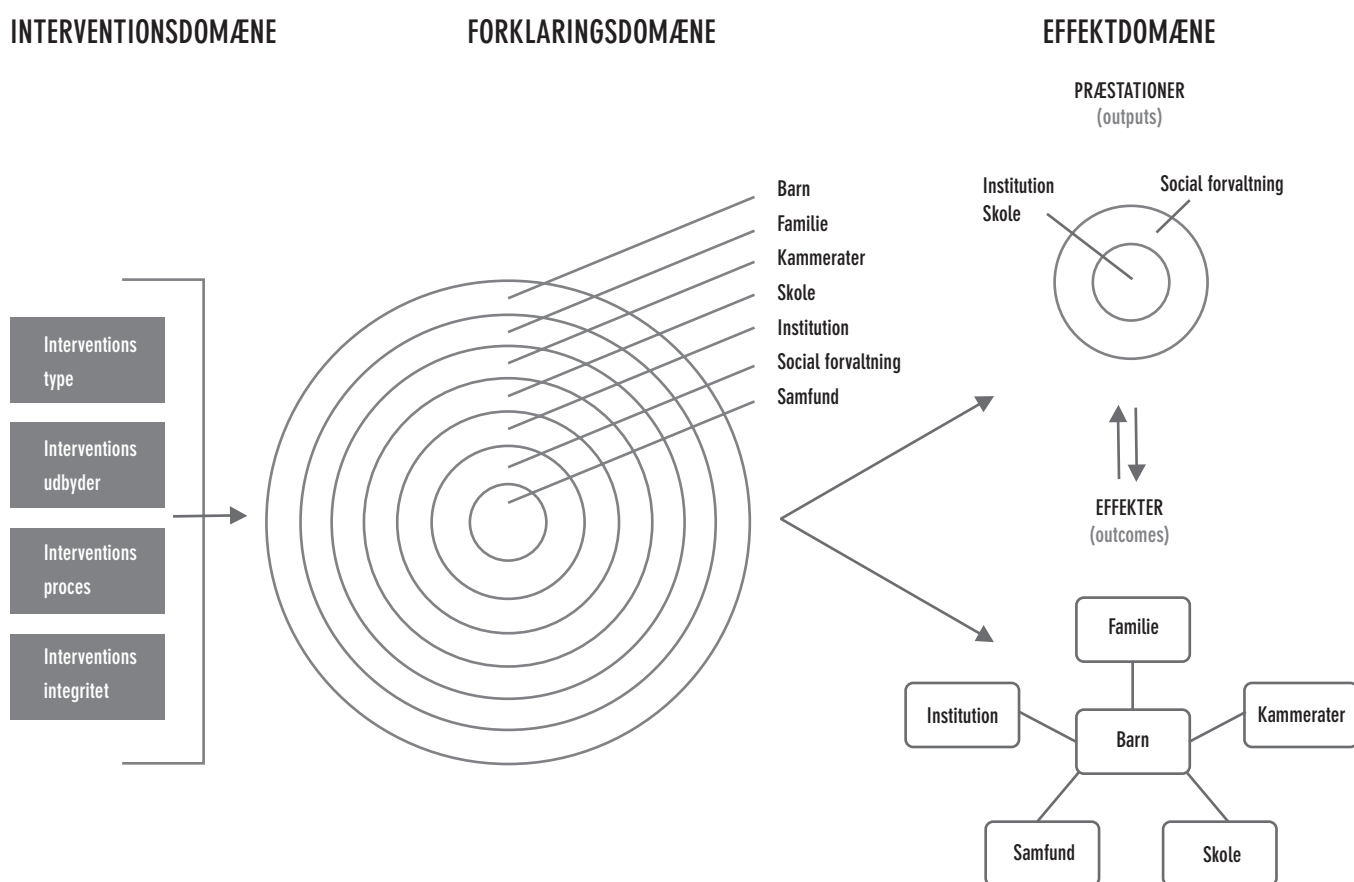 INTERVENTIONSDOMÆNE
FORKLARINGSDOMÆNE
EFFEKTDOMÆNE
Interventions
type
Interventions
udbyder
Interventions
proces
Interventions
integritet
Barn
Familie
Kammerater
Skole
Institution
Social forvaltning
Samfund
PRÆSTATIONER
(outputs)
Institution
Skole
Social forvaltning
EFFEKTER
(outcomes)
Familie
Institution
Barn
Kammerater
Samfund
Skole